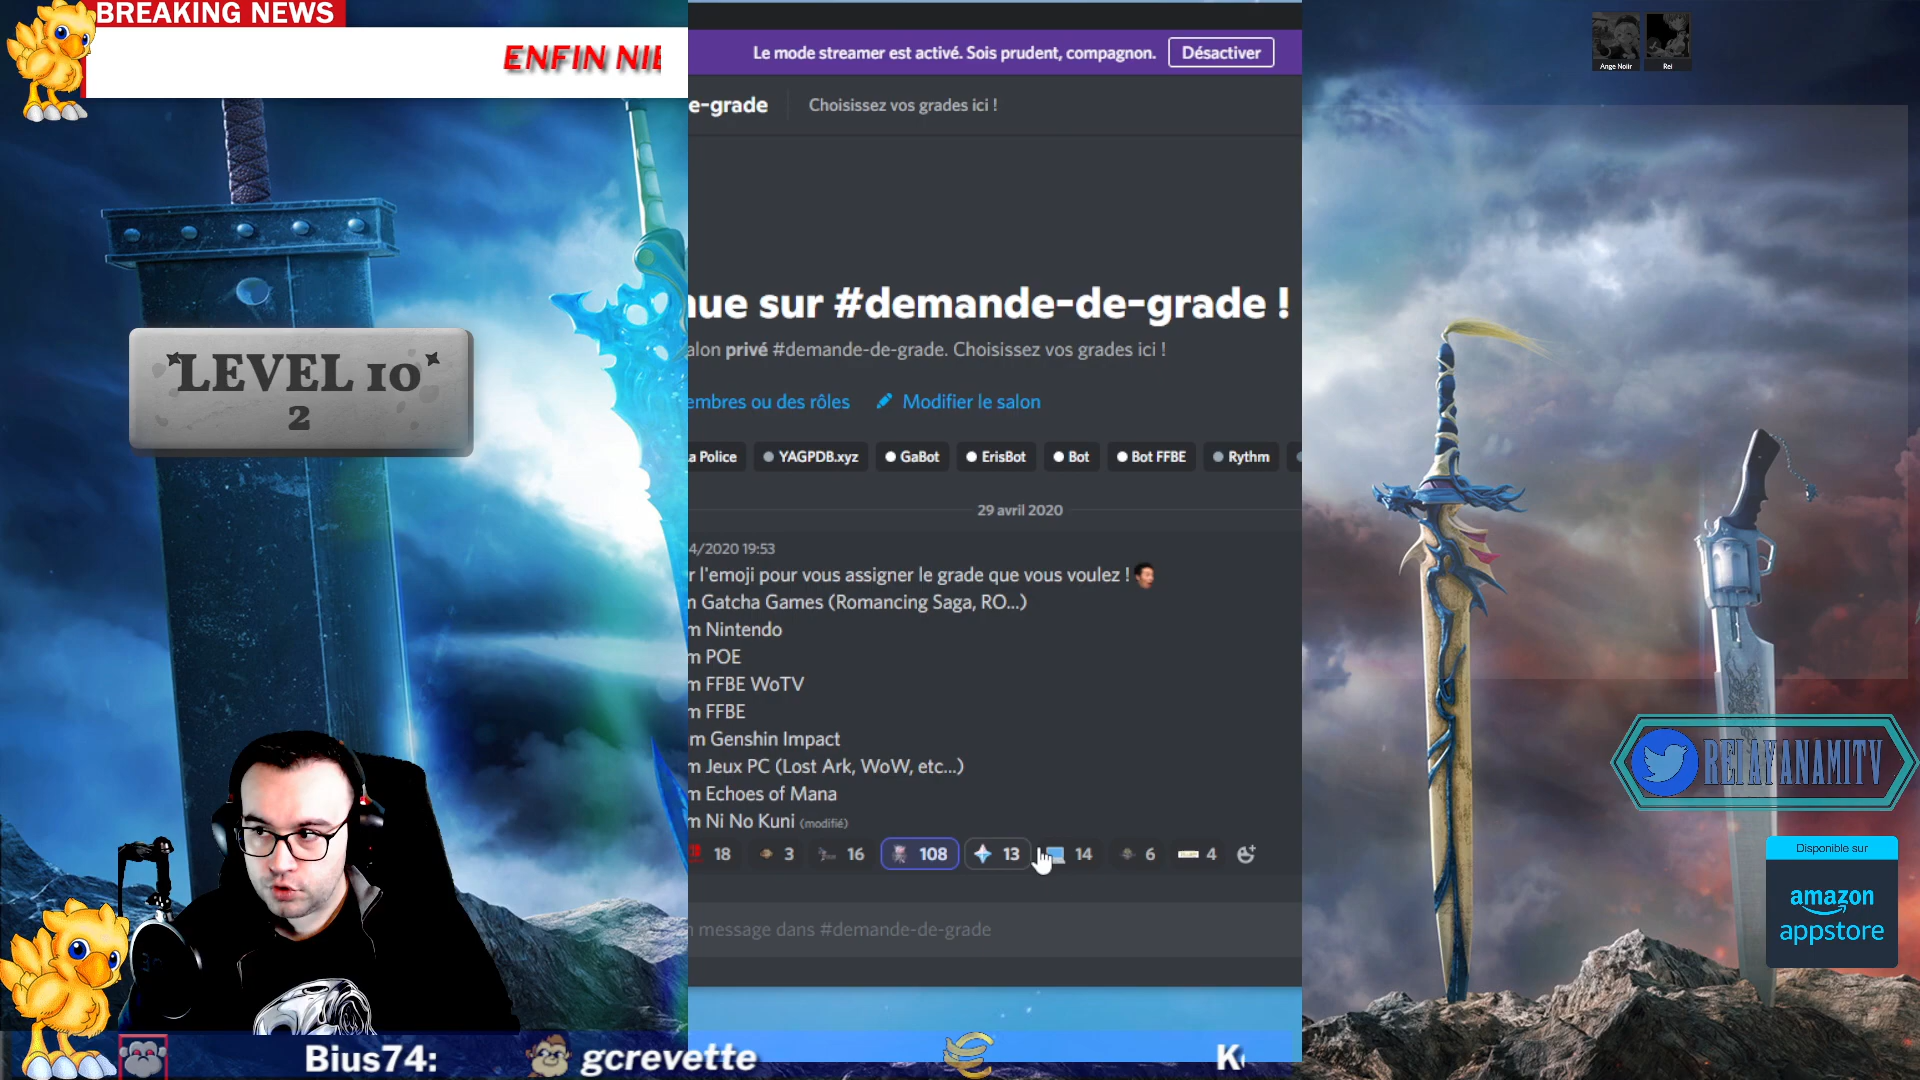 BREAKING NEWS
ENFIN NIE
LEVEL 10
2
Le mode streamer est activé. Sois prudent, compagnon.
Désactiver
e-grade
Choisissez vos grades ici !
nue sur #demande-de-grade !
alon privé #demande-de-grade. Choisissez vos grades ici !
embres ou des rôles
Modifier le salon
a Police
YAGPDB.xyz
GaBot
ErisBot
Bot
Bot FFBE
Rythm
29 avril 2020
4/2020 19:53
r l'emoji pour vous assigner le grade que vous voulez !
m Gatcha Games (Romancing Saga, RO...)
m Nintendo
m POE
m FFBE WoTV
m FFBE
m Genshin Impact
m Jeux PC (Lost Ark, WoW, etc...)
m Echoes of Mana
m Ni No Kuni (modifié)
18 3 16 108 13 14 6 4
message dans #demande-de-grade
Ange Noiir
Rei
REIAYANAMITV
Disponible sur
amazon
appstore
Bius74:
gcrevette